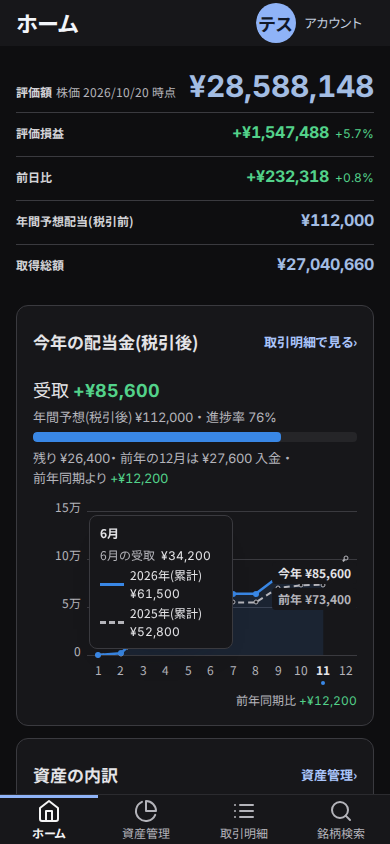 ホーム
テス アカウント
評価額 株価 2026/10/20 時点 ¥28,588,148
評価損益 +¥1,547,488 +5.7%
前日比 +¥232,318 +0.8%
年間予想配当(税引前) ¥112,000
取得総額 ¥27,040,660
今年の配当金(税引後) 取引明細で見る›
受取 +¥85,600
年間予想(税引後) ¥112,000・進捗率 76%
残り ¥26,400・前年の12月は ¥27,600 入金・
前年同期より +¥12,200
15万
10万
5万
0
6月
6月の受取 ¥34,200
2026年(累計)
¥61,500
2025年(累計)
¥52,800
今年 ¥85,600
前年 ¥73,400
1 2 3 4 5 6 7 8 9 10 11 12
前年同期比 +¥12,200
資産の内訳 資産管理›
ホーム 資産管理 取引明細 銘柄検索